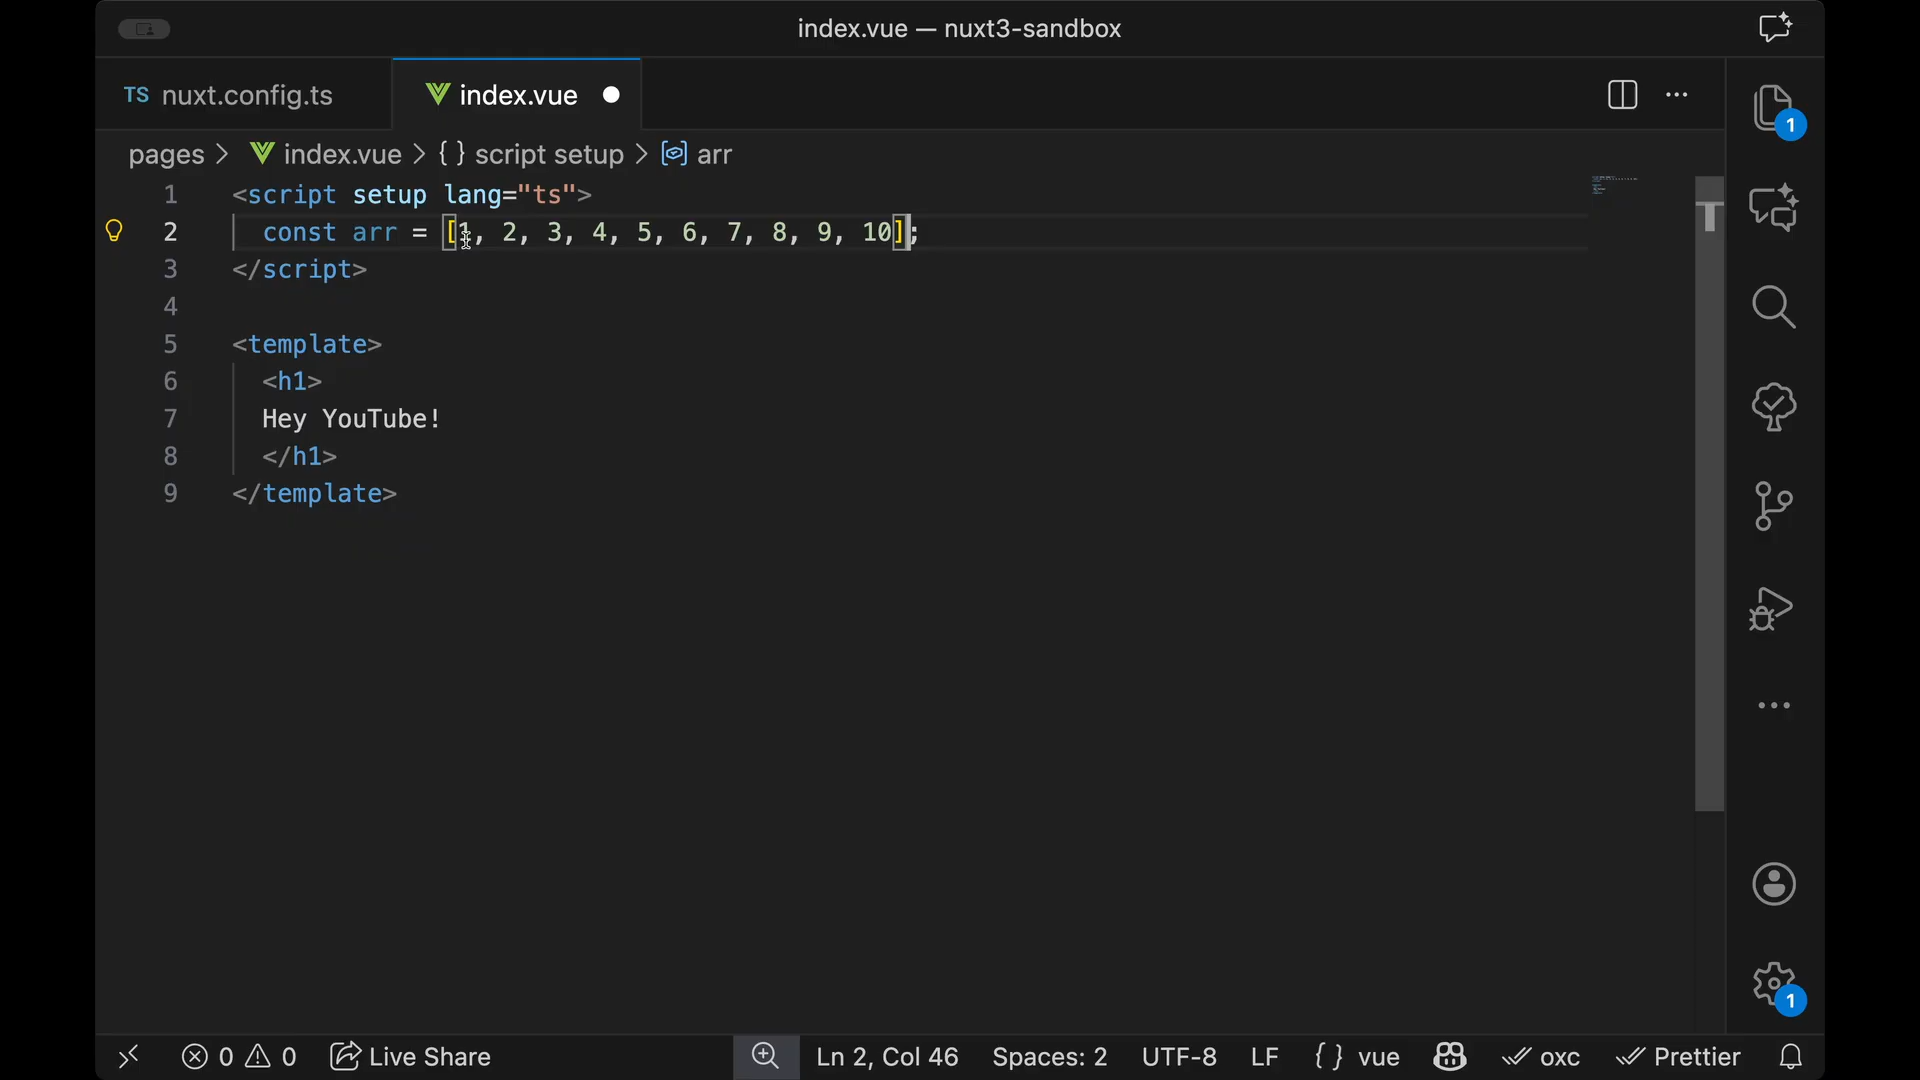 index.vue — nuxt3-sandbox
TS nuxt.config.ts
index.vue
1
pages > index.vue > { } script setup > arr
1 <script setup lang="ts">
2 const arr = [1, 2, 3, 4, 5, 6, 7, 8, 9, 10];
3 </script>
4
5 <template>
6 <h1>
7 Hey YouTube!
8 </h1>
9 </template>
1
0 0 Live Share Ln 2, Col 46 Spaces: 2 UTF-8 LF { } vue oxc Prettier